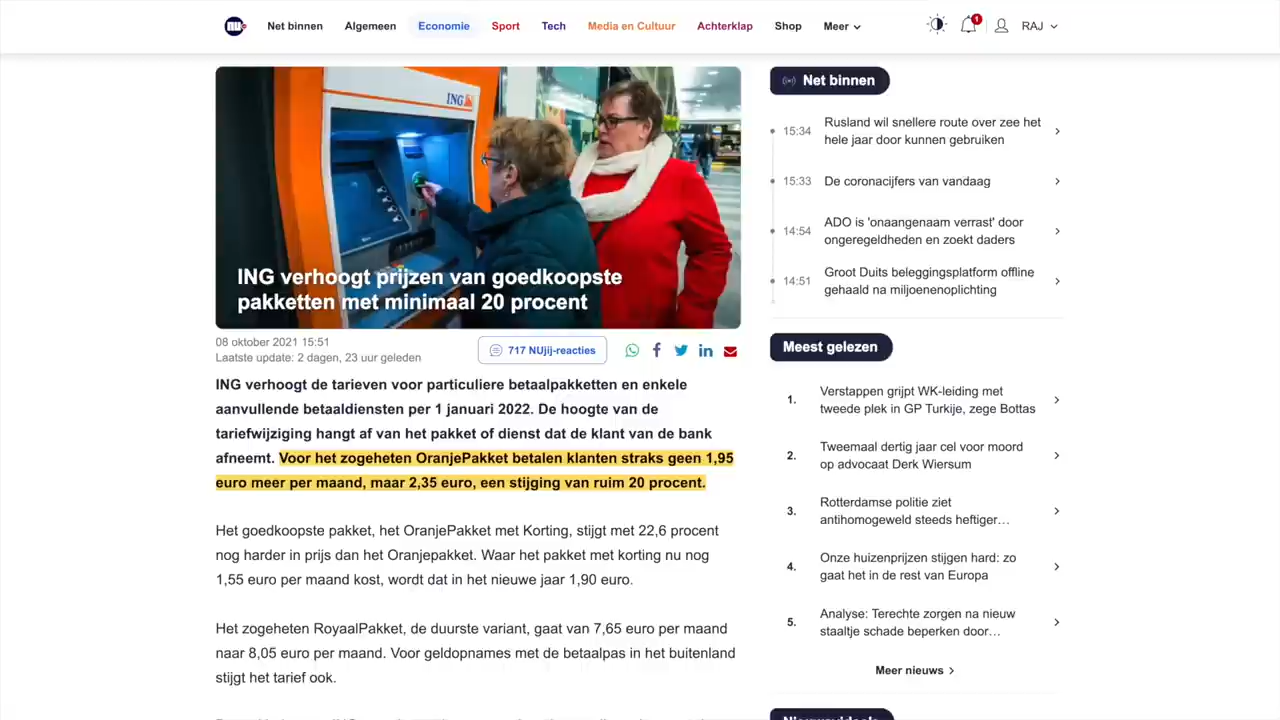 nu.nl
Net binnen
Algemeen
Economie
Sport
Tech
Media en Cultuur
Achterklap
Shop
Meer
1
RAJ
ING
ING verhoogt prijzen van goedkoopste
pakketten met minimaal 20 procent
08 oktober 2021 15:51
Laatste update: 2 dagen, 23 uur geleden
717 NUjij-reacties
ING verhoogt de tarieven voor particuliere betaalpakketten en enkele
aanvullende betaaldiensten per 1 januari 2022. De hoogte van de
tariefwijziging hangt af van het pakket of dienst dat de klant van de bank
afneemt. Voor het zogeheten OranjePakket betalen klanten straks geen 1,95
euro meer per maand, maar 2,35 euro, een stijging van ruim 20 procent.
Het goedkoopste pakket, het OranjePakket met Korting, stijgt met 22,6 procent
nog harder in prijs dan het Oranjepakket. Waar het pakket met korting nu nog
1,55 euro per maand kost, wordt dat in het nieuwe jaar 1,90 euro.
Het zogeheten RoyaalPakket, de duurste variant, gaat van 7,65 euro per maand
naar 8,05 euro per maand. Voor geldopnames met de betaalpas in het buitenland
stijgt het tarief ook.
Net binnen
15:34
Rusland wil snellere route over zee het
hele jaar door kunnen gebruiken
15:33
De coronacijfers van vandaag
14:54
ADO is 'onaangenaam verrast' door
ongeregeldheden en zoekt daders
14:51
Groot Duits beleggingsplatform offline
gehaald na miljoenenoplichting
Meest gelezen
1.
Verstappen grijpt WK-leiding met
tweede plek in GP Turkije, zege Bottas
2.
Tweemaal dertig jaar cel voor moord
op advocaat Derk Wiersum
3.
Rotterdamse politie ziet
antihomogeweld steeds heftiger…
4.
Onze huizenprijzen stijgen hard: zo
gaat het in de rest van Europa
5.
Analyse: Terechte zorgen na nieuw
staaltje schade beperken door…
Meer nieuws